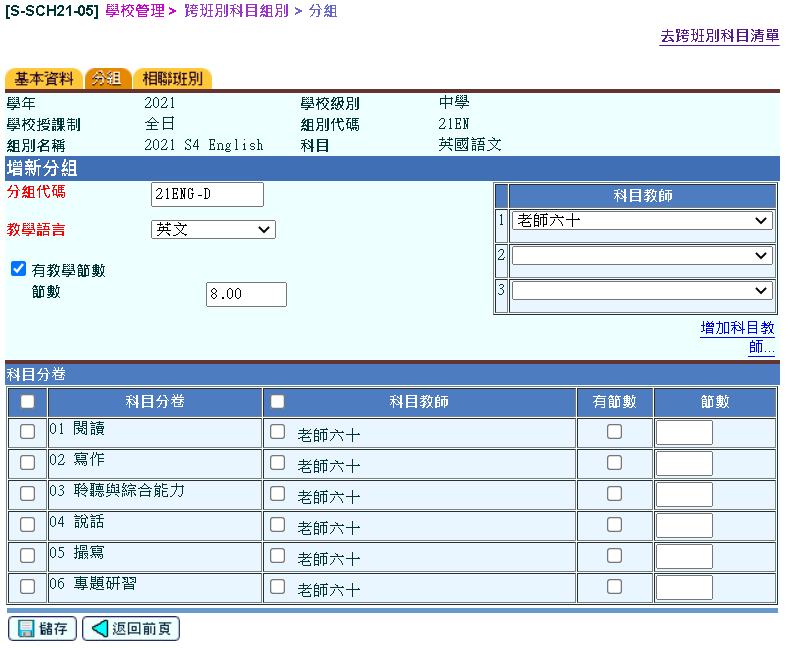 [S-SCH21-05] 學校管理 > 跨班別科目組別 > 分組
去跨班別科目清單
基本資料 分組 相聯班別
學年 2021 學校級別 中學
學校授課制 全日 組別代碼 21EN
組別名稱 2021 S4 English 科目 英國語文
增新分組
分組代碼 21ENG-D
教學語言 英文
有教學節數
節數 8.00
科目教師
1 老師六十
2
3
增加科目教
師...
科目分卷
科目分卷 科目教師 有節數 節數
01 閱讀 老師六十
02 寫作 老師六十
03 聆聽與綜合能力 老師六十
04 說話 老師六十
05 撮寫 老師六十
06 專題研習 老師六十
儲存 返回前頁